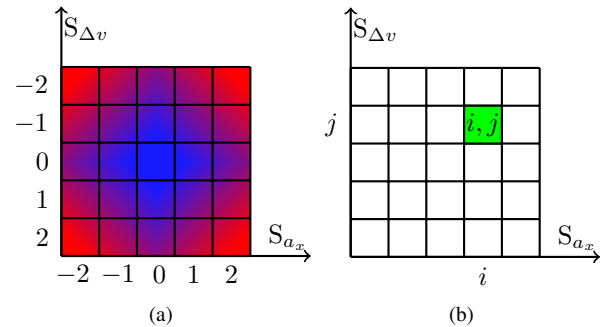 S_{Δv} S_{Δv}
−2
−1
j i, j
0
1
2 S_{a_x} S_{a_x}
−2 −1 0 1 2 i
(a) (b)